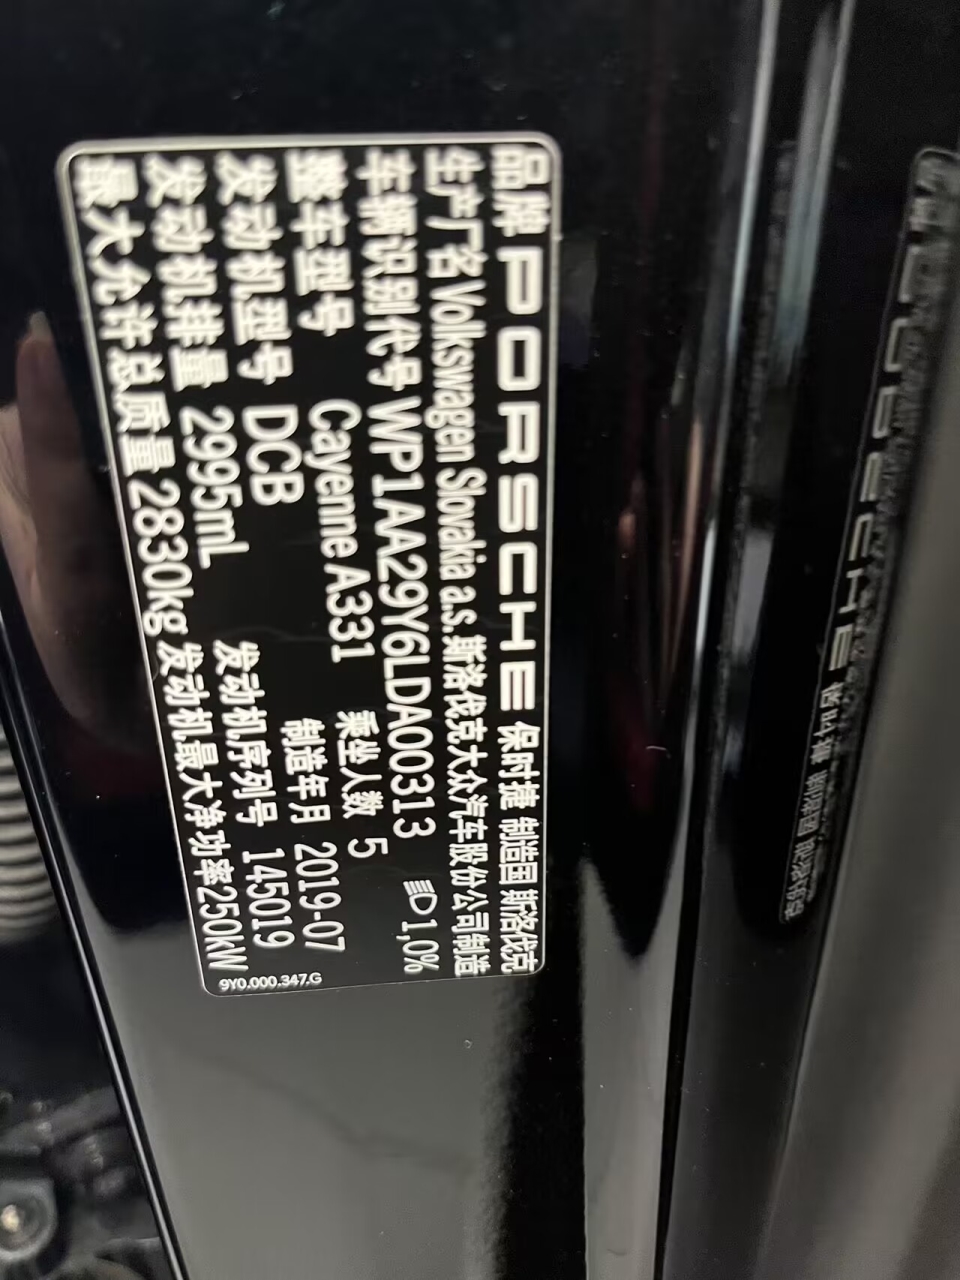 品牌 PORSCHE 保时捷 制造国 斯洛伐克
生产厂名 Volkswagen Slovakia a.s. 斯洛伐克大众汽车股份公司制造
车辆识别代号 WP1AA29Y6LDA00313 1,0%
整车型号 Cayenne A331 乘坐人数 5
发动机型号 DCB 制造年月 2019-07
发动机排量 2995mL 发动机序列号 145019
最大允许总质量 2830kg 发动机最大净功率250kW
9Y0.000.347.G